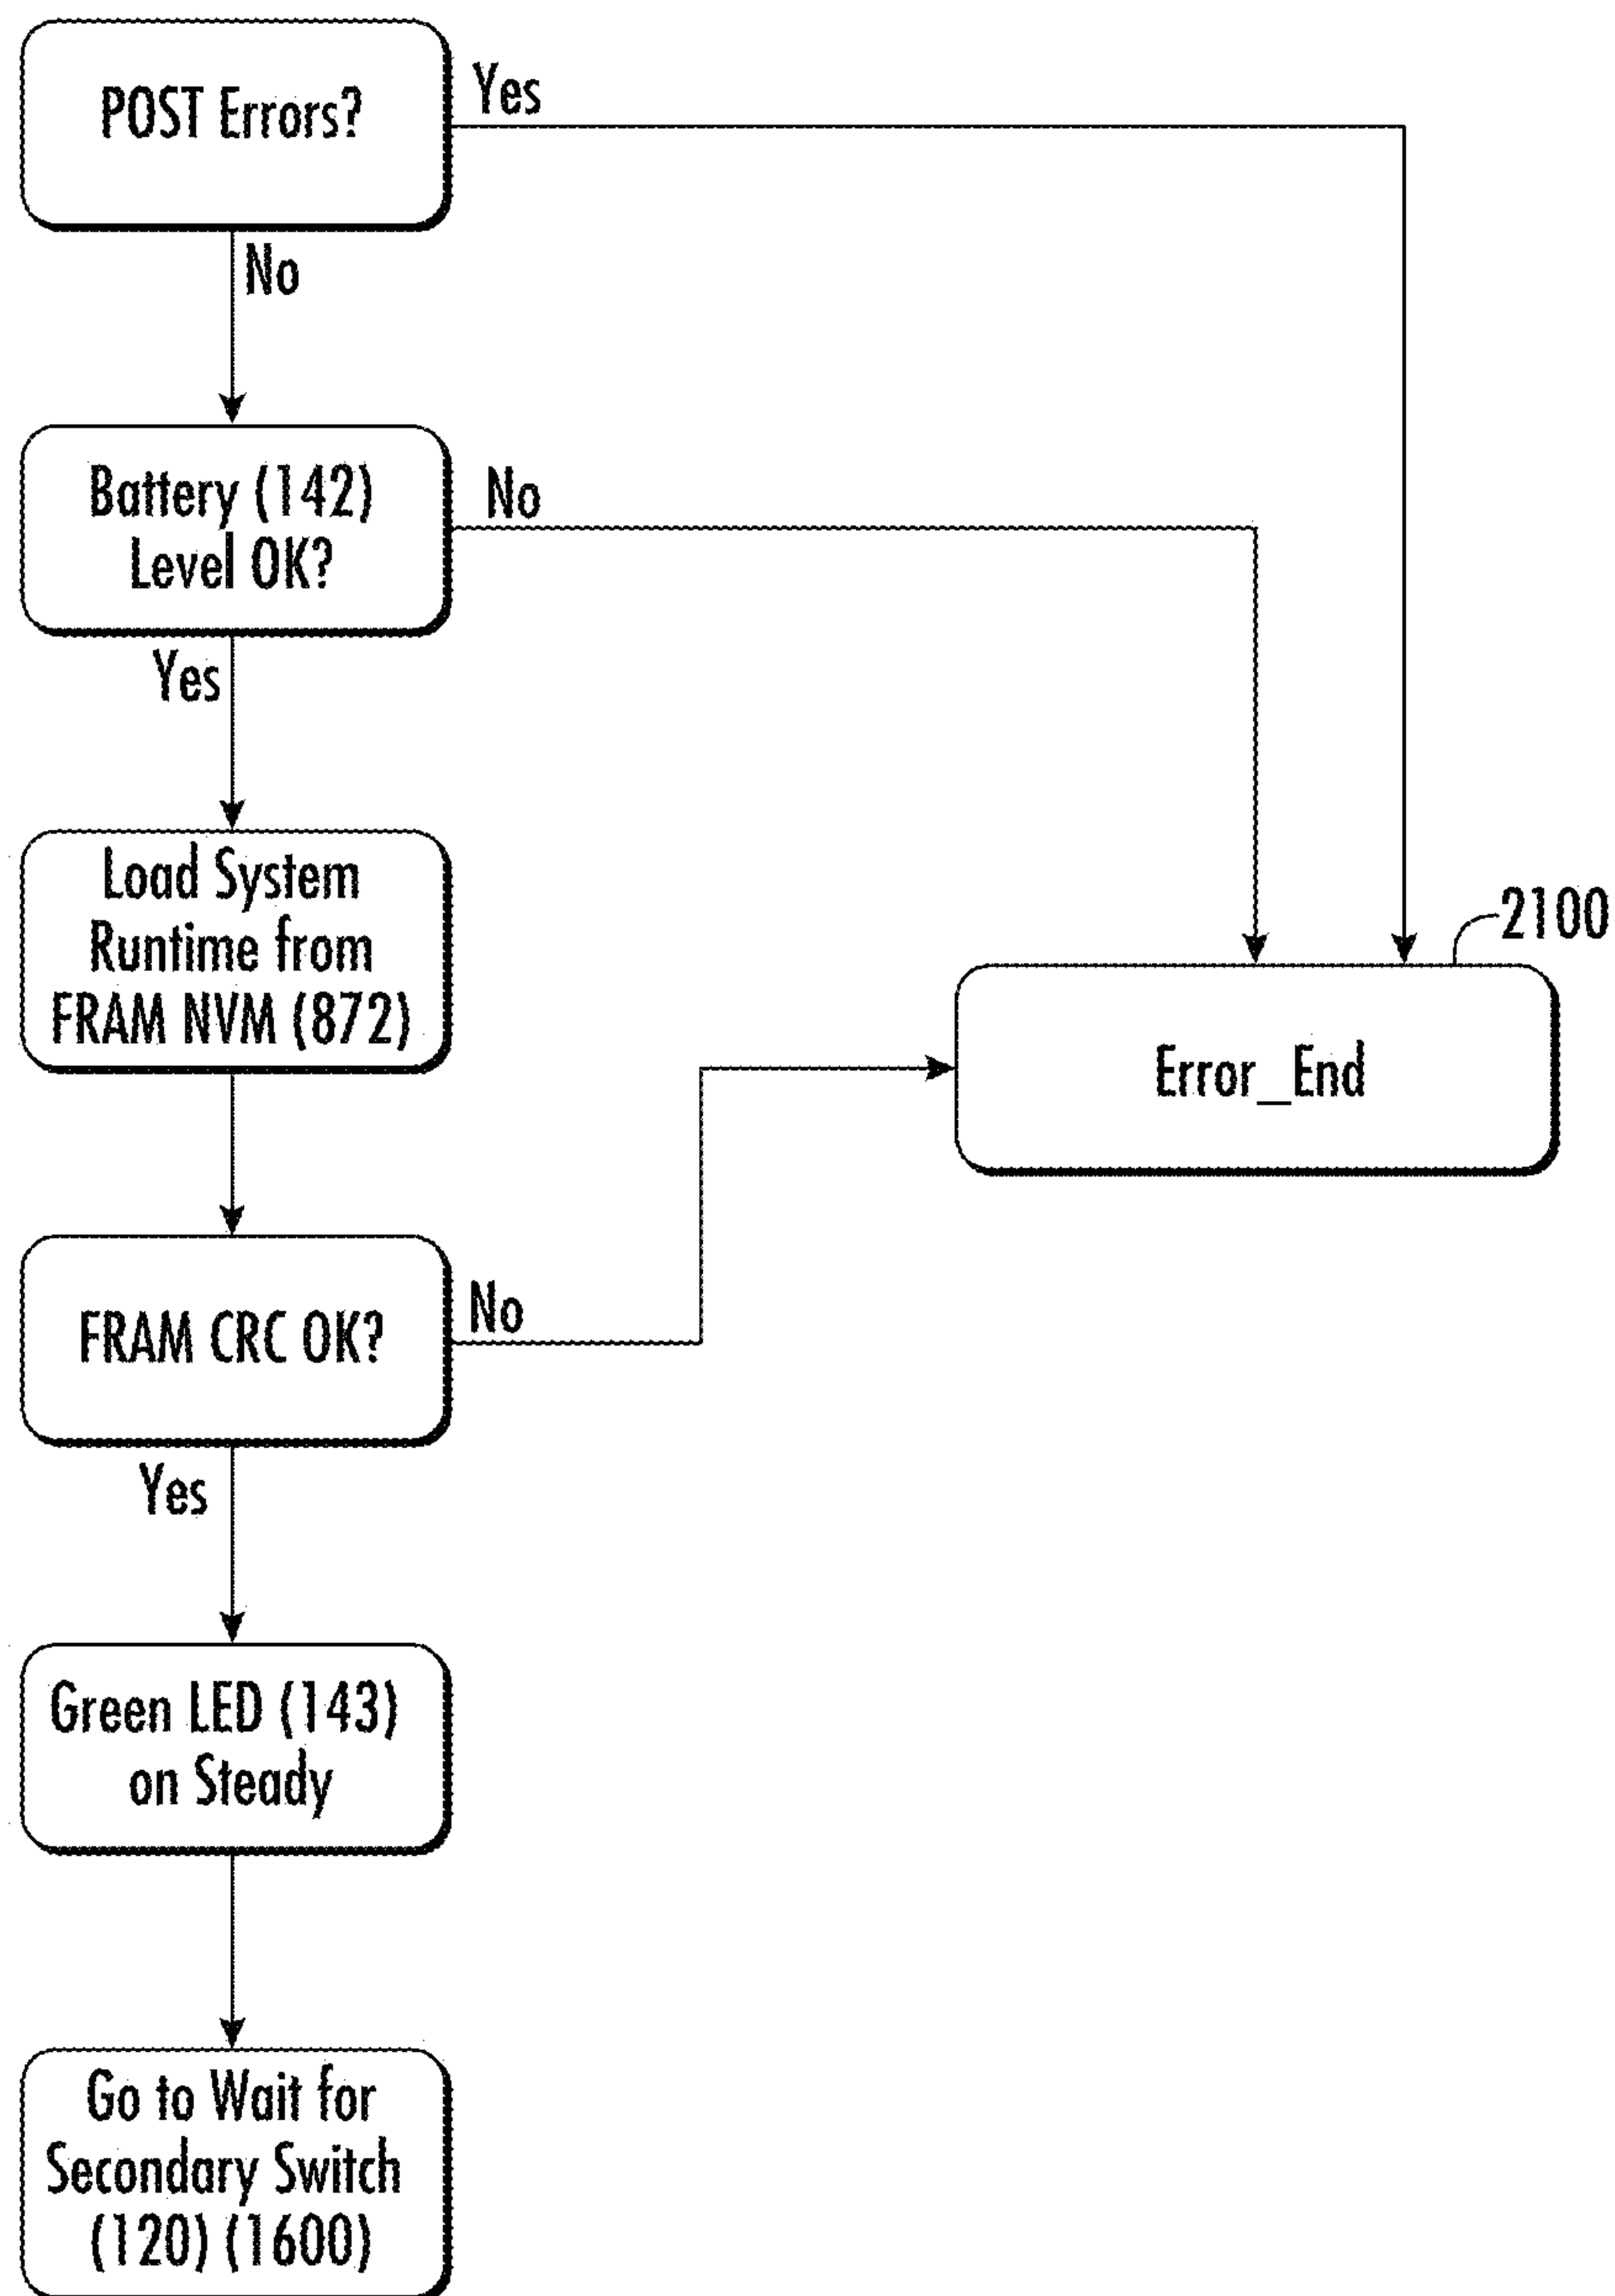 POST Errors?
Yes
No
Battery (142)
Level OK?
No
Yes
Load System
Runtime from
FRAM NVM (872)
2100
Error_End
FRAM CRC OK?
No
Yes
Green LED (143)
on Steady
Go to Wait for
Secondary Switch
(120) (1600)